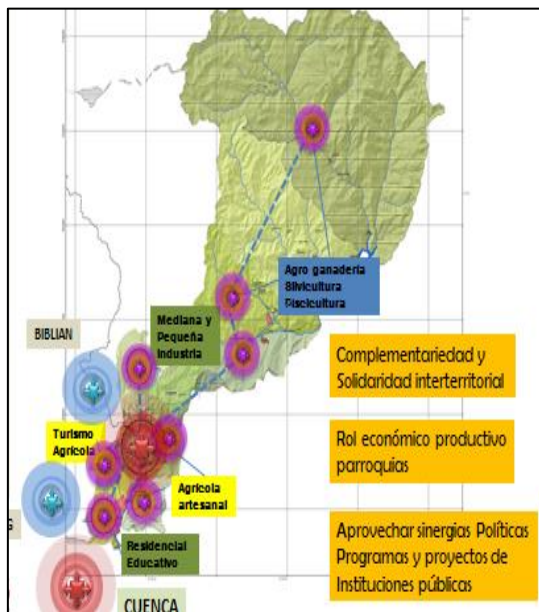 Agro ganaderia
Silvicultura
Piscicultura
Mediana y
Pequeña
Industria
BIBLIAN
Complementariedad y
Solidaridad interterritorial
Turismo
Agrícola
Rol económico productivo
parroquias
Agrícola
artesanal
Aprovechar sinergias Políticas
Programas y proyectos de
Instituciones públicas
Residencial
Educativo
G
CUENCA